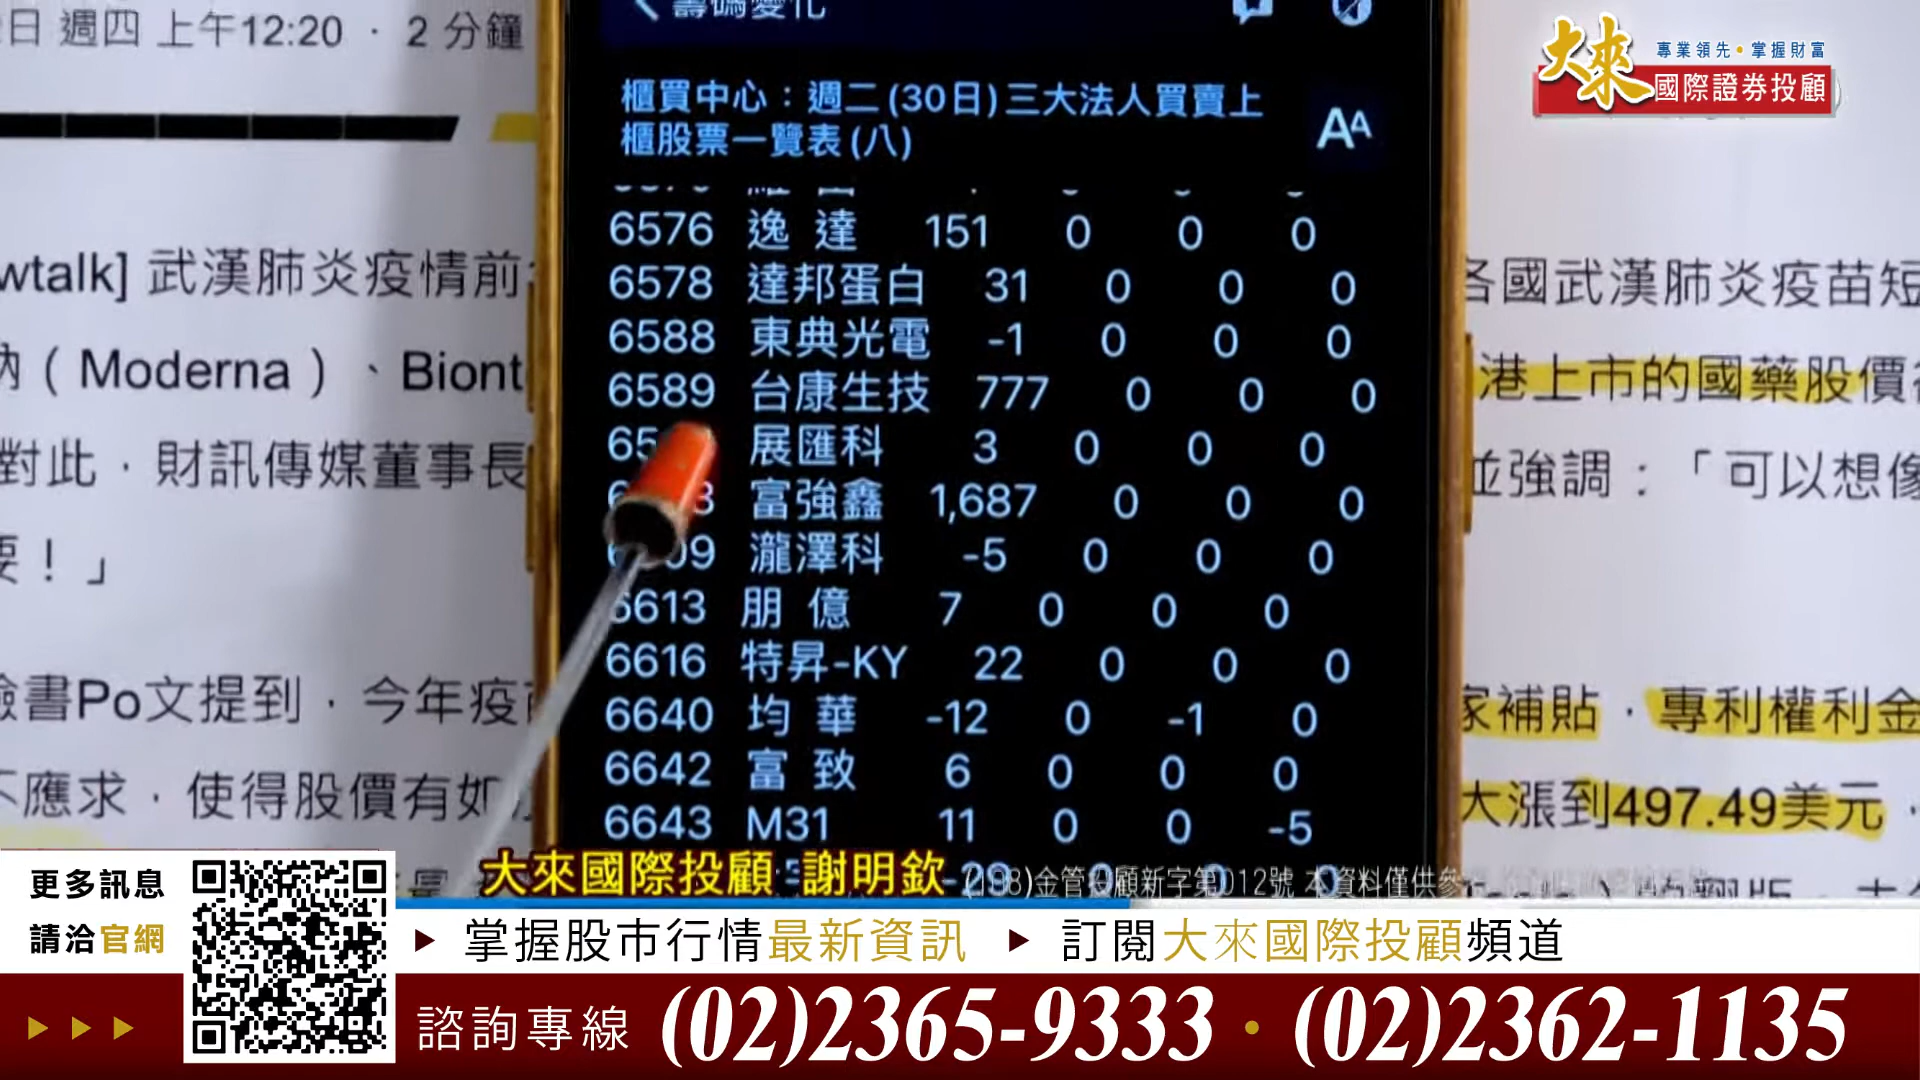 日 週四 上午12:20 · 2 分鐘
籌碼變化
大來 專業領先•掌握財富
國際證券投顧
櫃買中心：週二(30日)三大法人買賣上
櫃股票一覽表(八)
AA
6576 逸 達 151 0 0 0
6578 達邦蛋白 31 0 0 0
6588 東典光電 -1 0 0 0
6589 台康生技 777 0 0 0
展匯科 3 0 0 0
富強鑫 1,687 0 0 0
瀧澤科 -5 0 0 0
6613 朋 億 7 0 0 0
6616 特昇-KY 22 0 0 0
6640 均 華 -12 0 -1 0
6642 富 致 6 0 0 0
6643 M31 11 0 0 -5
wtalk] 武漢肺炎疫情前
（Moderna）、Biont
對此，財訊傳媒董事長
要！」
臉書Po文提到，今年疫
不應求，使得股價有如
各國武漢肺炎疫苗短
港上市的國藥股價
並強調：「可以想像
家補貼，專利權利金
大漲到497.49美元，
大來國際投顧 謝明欽
金管投顧新字第012號 本資料僅供參
更多訊息
請洽官網
▶ 掌握股市行情最新資訊 ▶ 訂閱大來國際投顧頻道
諮詢專線 (02)2365-9333 • (02)2362-1135